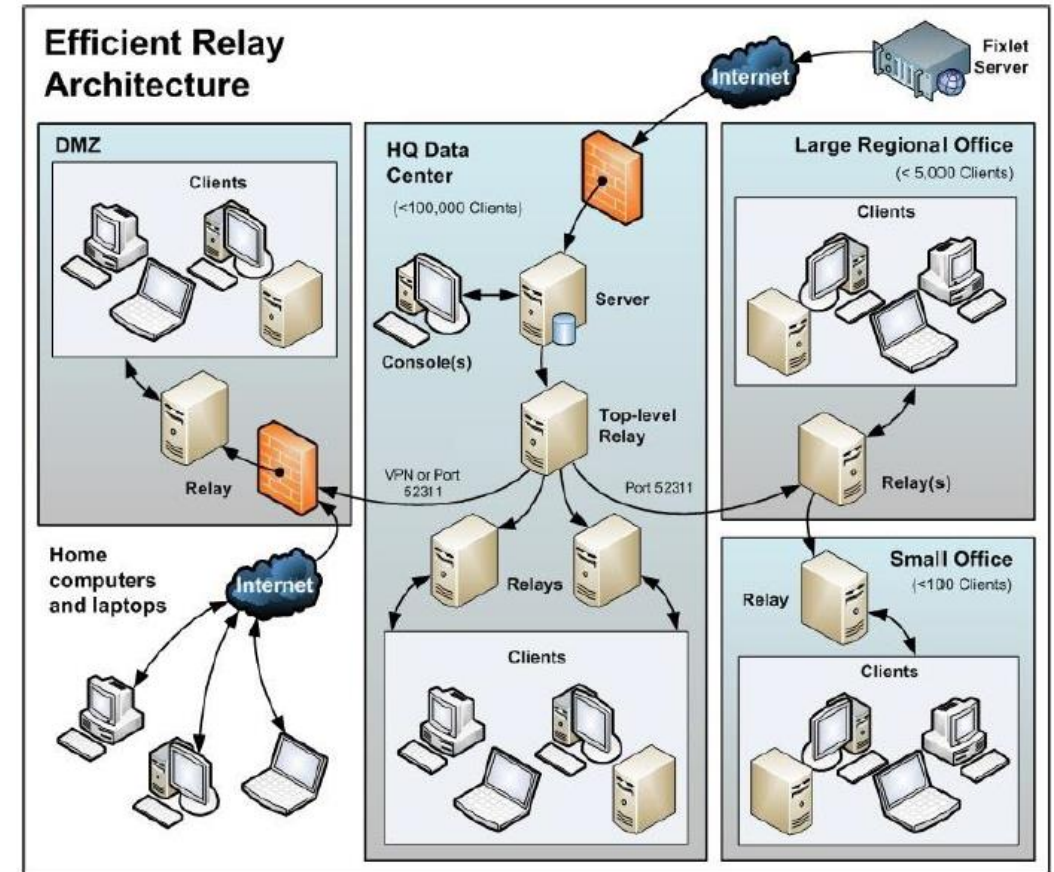 Efficient Relay
Architecture
Internet
Fixlet
Server
DMZ
Clients
Relay
HQ Data
Center
(<100,000 Clients)
Server
Console(s)
Top-level
Relay
VPN or Port
52311
Port 52311
Relays
Clients
Large Regional Office
(< 5,000 Clients)
Clients
Relay(s)
Home
computers
and laptops
Internet
Small Office
(<100 Clients)
Relay
Clients